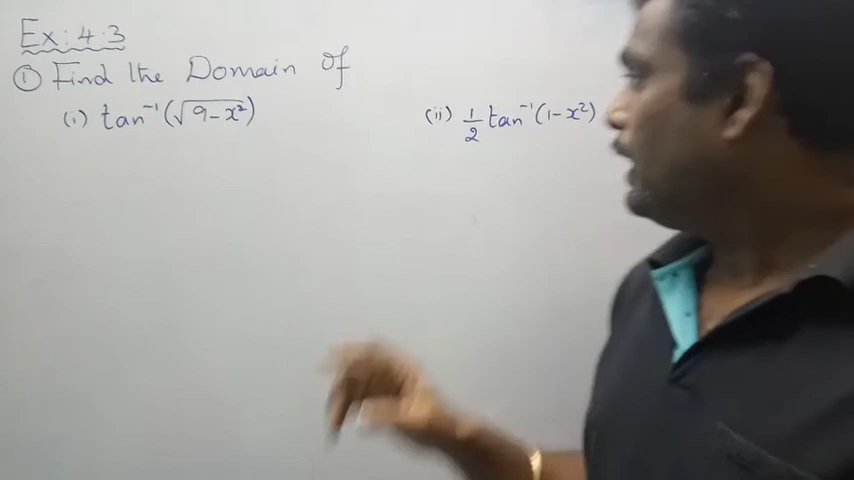 Ex: 4.3
① Find the Domain of
(i) tan⁻¹(√(9-x²)) (ii) 1/2 tan⁻¹(1-x²)